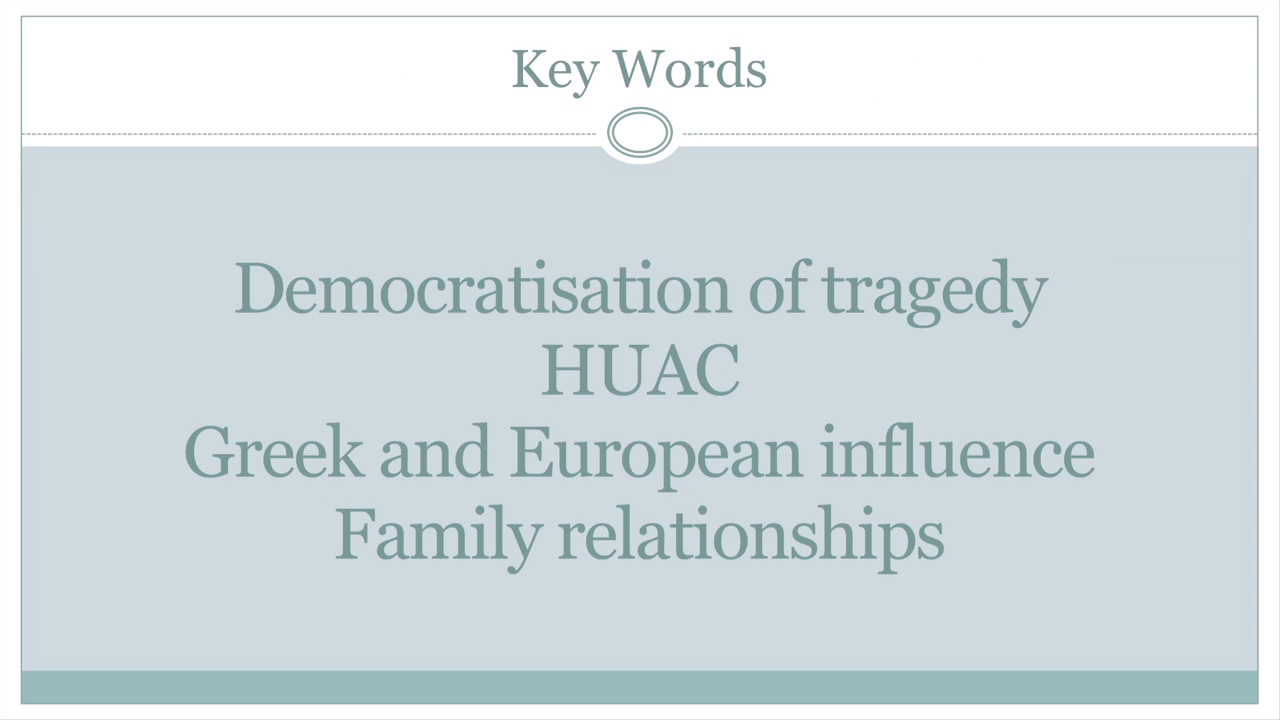 Key Words
Democratisation of tragedy
HUAC
Greek and European influence
Family relationships